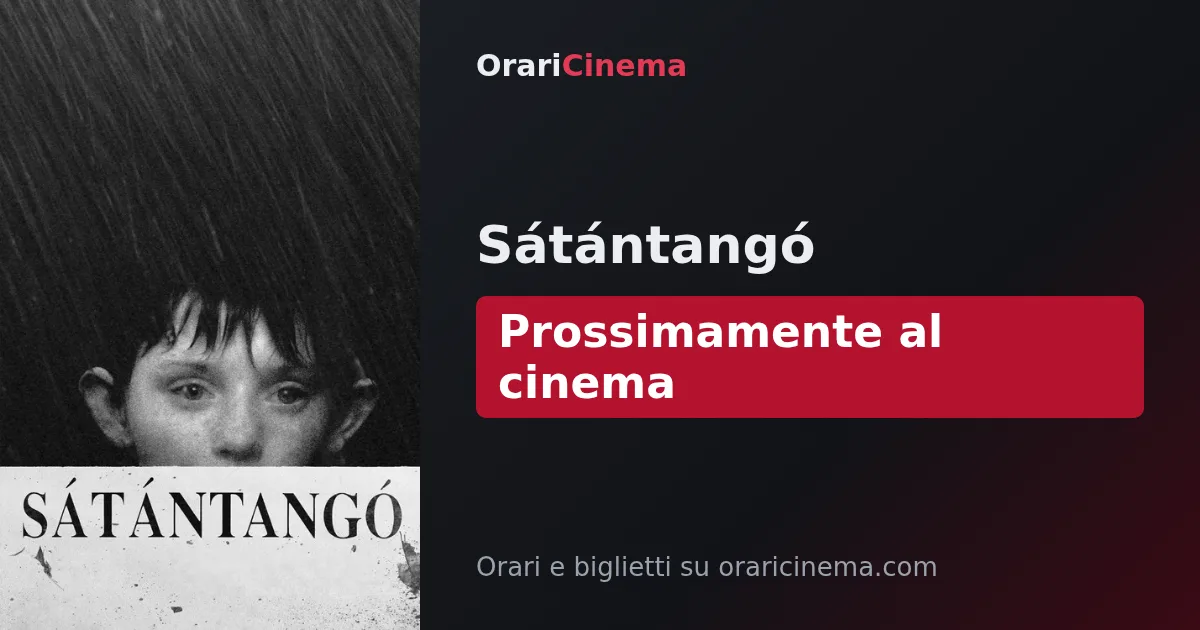 SÁTÁNTANGÓ
OrariCinema
Sátántangó
Prossimamente al
cinema
Orari e biglietti su oraricinema.com